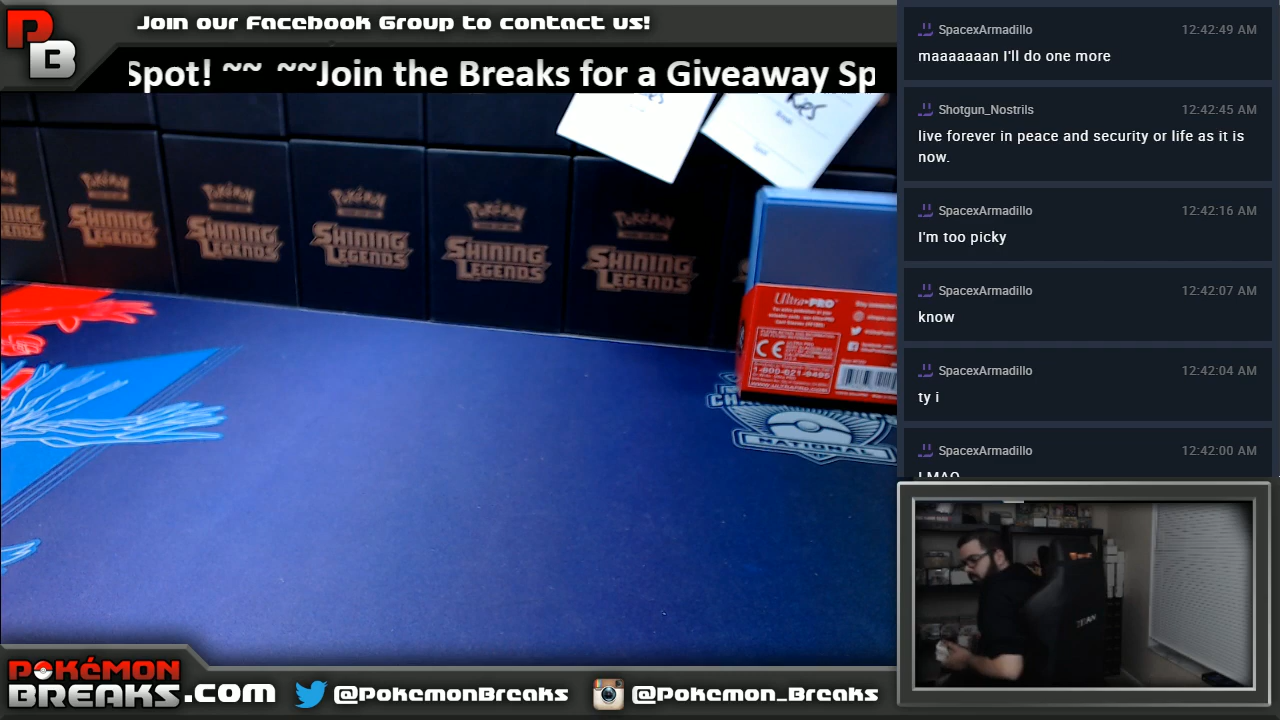 PB
Join our Facebook Group to contact us!
Spot! ~~ ~~Join the Breaks for a Giveaway Sp
SpacexArmadillo
12:42:49 AM
maaaaaaan I'll do one more
Shotgun_Nostrils
12:42:45 AM
live forever in peace and security or life as it is
now.
SpacexArmadillo
12:42:16 AM
I'm too picky
SpacexArmadillo
12:42:07 AM
know
SpacexArmadillo
12:42:04 AM
ty i
SpacexArmadillo
12:42:00 AM
LMAO
POKÉMON
SHINING
LEGENDS
POKÉMON
SHINING
LEGENDS
POKÉMON
SHINING
LEGENDS
POKÉMON
SHINING
LEGENDS
POKÉMON
SHINING
LEGENDS
Ultra•PRO
CE
1-800-621-9495
NATIONAL
POKéMON
BREAKS.com
@PokemonBreaks
@Pokemon_Breaks